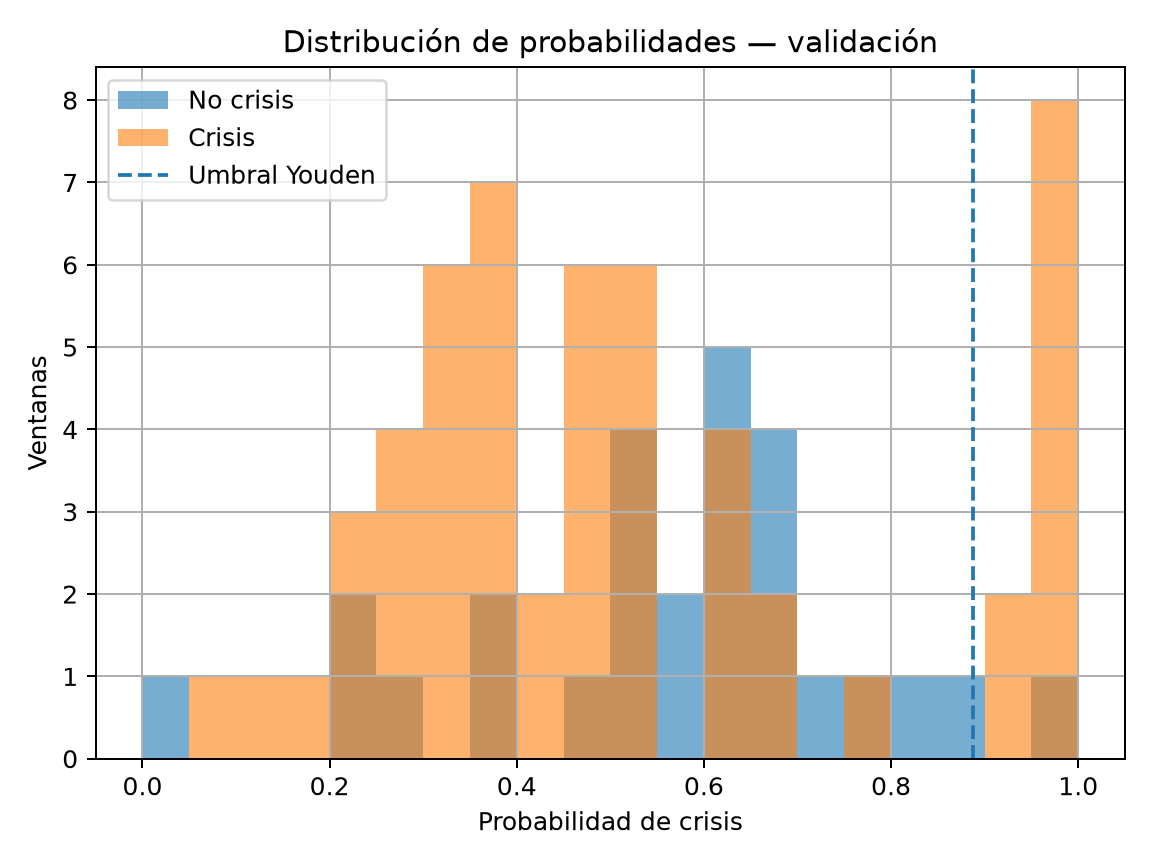 Distribución de probabilidades — validación
No crisis
Crisis
Umbral Youden
8
7
6
5
4
3
2
1
0
Ventanas
0.0 0.2 0.4 0.6 0.8 1.0
Probabilidad de crisis